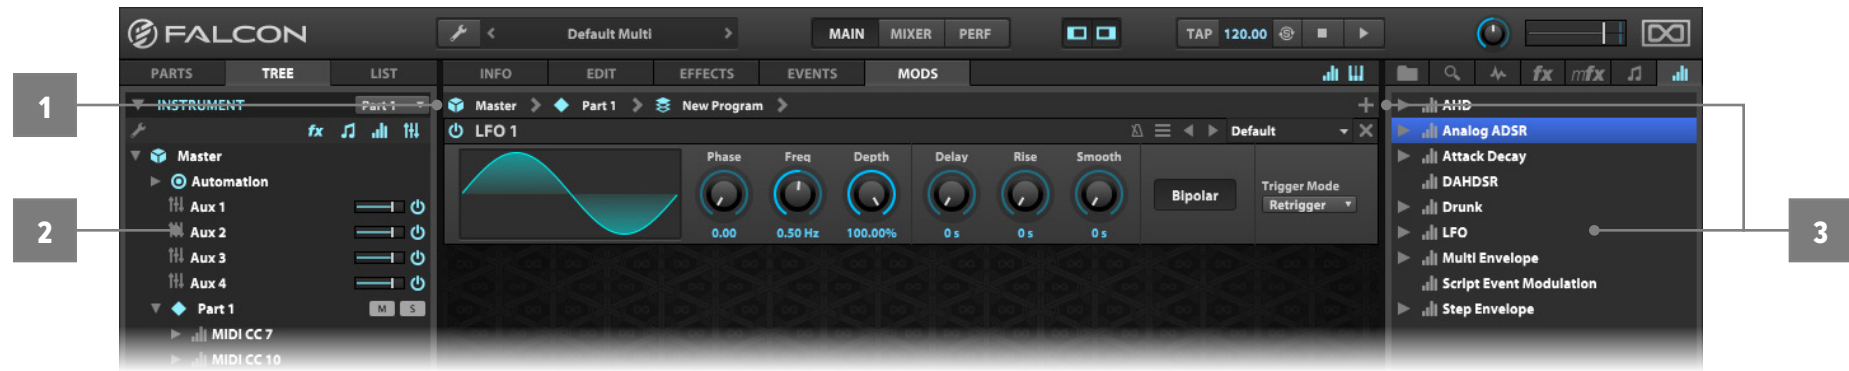 FALCON
Default Multi
MAIN MIXER PERF
TAP 120.00
PARTS TREE LIST
INFO EDIT EFFECTS EVENTS MODS
fx mfx
1
INSTRUMENT Part 1
Master Part 1 New Program
AHD
fx
LFO 1
Default
Analog ADSR
Master
Phase Freq Depth Delay Rise Smooth
Attack Decay
Automation
Bipolar
Trigger Mode
DAHDSR
Aux 1
Retrigger
Drunk
2
Aux 2
0.00 0.50 Hz 100.00% 0 s 0 s 0 s
LFO
3
Aux 3
Multi Envelope
Aux 4
Script Event Modulation
Part 1 M S
Step Envelope
MIDI CC 7
MIDI CC 10